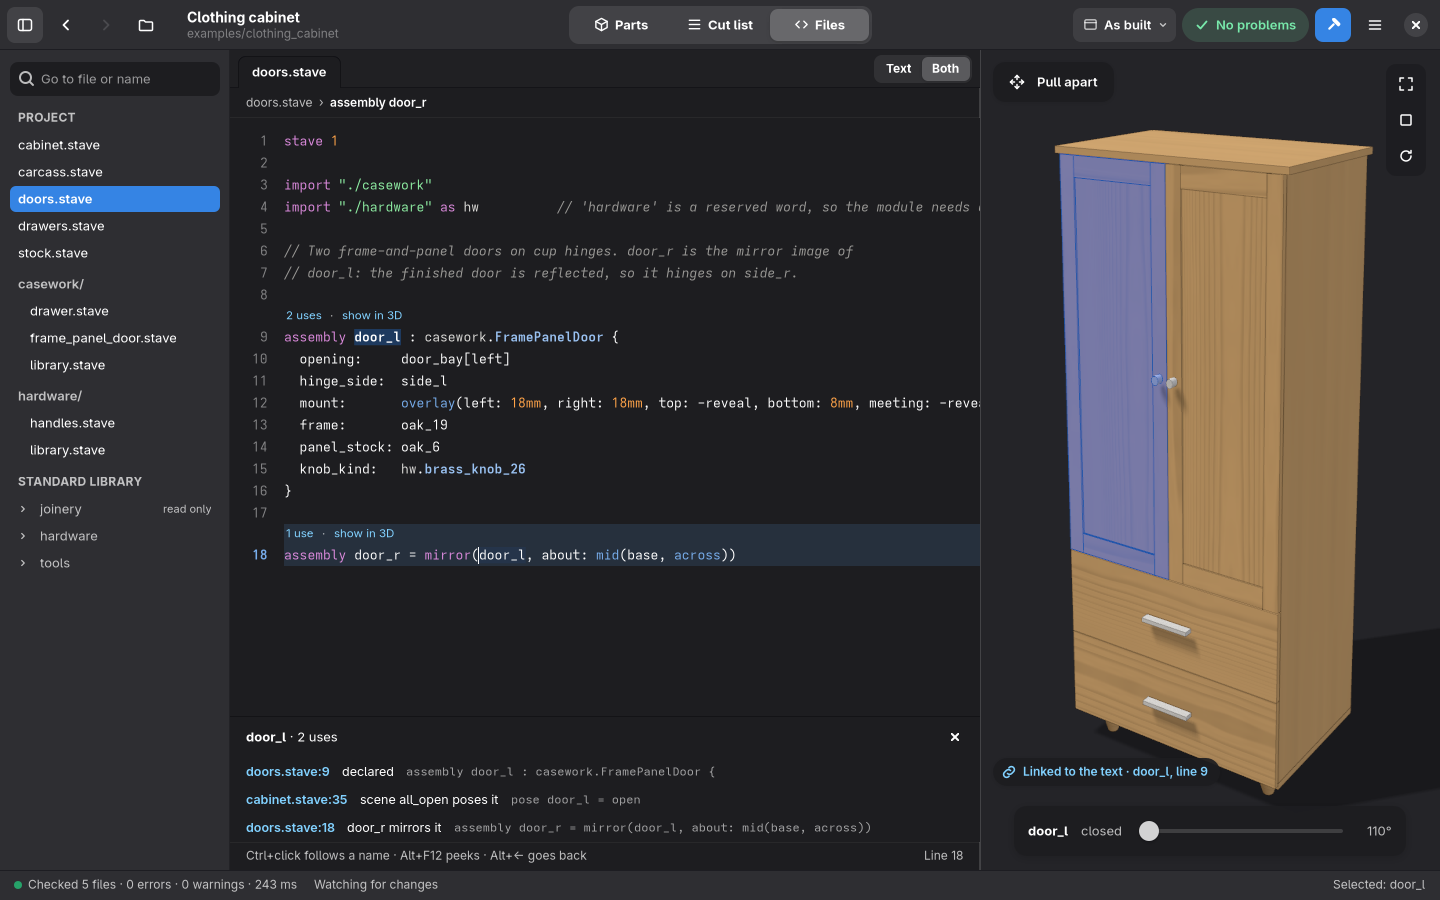 Clothing cabinet
examples/clothing_cabinet
Parts
Cut list
Files
As built
No problems
Go to file or name
PROJECT
cabinet.stave
carcass.stave
doors.stave
drawers.stave
stock.stave
casework/
drawer.stave
frame_panel_door.stave
library.stave
hardware/
handles.stave
library.stave
STANDARD LIBRARY
joinery read only
hardware
tools
doors.stave
Text Both
doors.stave › assembly door_r
1 stave 1
2
3 import "./casework"
4 import "./hardware" as hw // 'hardware' is a reserved word, so the module needs
5
6 // Two frame-and-panel doors on cup hinges. door_r is the mirror image of
7 // door_l: the finished door is reflected, so it hinges on side_r.
8
2 uses · show in 3D
9 assembly door_l : casework.FramePanelDoor {
10 opening: door_bay[left]
11 hinge_side: side_l
12 mount: overlay(left: 18mm, right: 18mm, top: -reveal, bottom: 8mm, meeting: -reve
13 frame: oak_19
14 panel_stock: oak_6
15 knob_kind: hw.brass_knob_26
16 }
17
1 use · show in 3D
18 assembly door_r = mirror(door_l, about: mid(base, across))
door_l · 2 uses
doors.stave:9 declared assembly door_l : casework.FramePanelDoor {
cabinet.stave:35 scene all_open poses it pose door_l = open
doors.stave:18 door_r mirrors it assembly door_r = mirror(door_l, about: mid(base, across))
Ctrl+click follows a name · Alt+F12 peeks · Alt+← goes back Line 18
Pull apart
Linked to the text · door_l, line 9
door_l closed 110°
Checked 5 files · 0 errors · 0 warnings · 243 ms Watching for changes
Selected: door_l